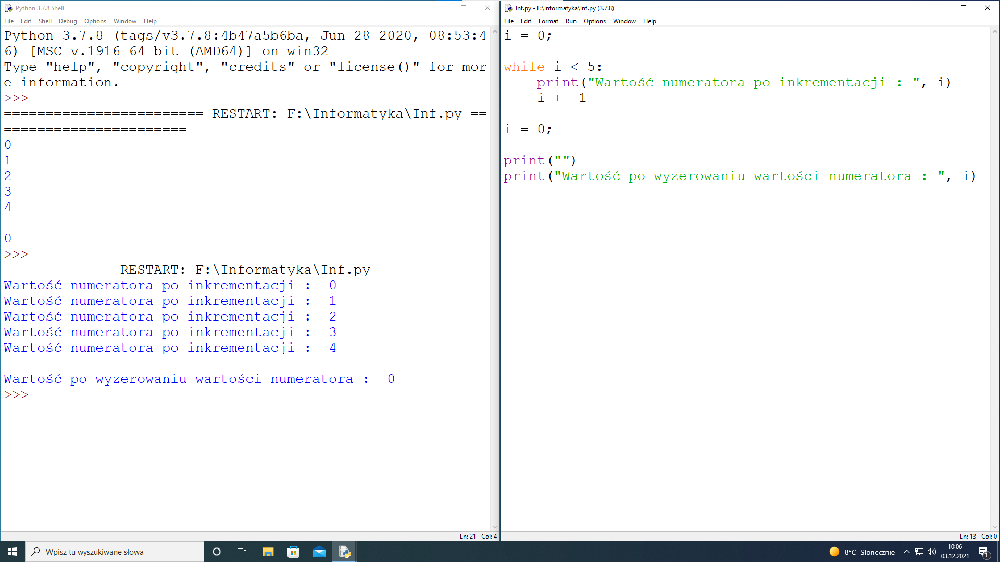 Python 3.7.8 Shell
File Edit Shell Debug Options Window Help
Python 3.7.8 (tags/v3.7.8:4b47a5b6ba, Jun 28 2020, 08:53:4
6) [MSC v.1916 64 bit (AMD64)] on win32
Type "help", "copyright", "credits" or "license()" for mor
e information.
>>>
======================== RESTART: F:\Informatyka\Inf.py ==
======================
0
1
2
3
4
0
>>>
============= RESTART: F:\Informatyka\Inf.py =============
Wartość numeratora po inkrementacji :  0
Wartość numeratora po inkrementacji :  1
Wartość numeratora po inkrementacji :  2
Wartość numeratora po inkrementacji :  3
Wartość numeratora po inkrementacji :  4
Wartość po wyzerowaniu wartości numeratora :  0
>>>
Ln: 21 Col: 4
Inf.py - F:\Informatyka\Inf.py (3.7.8)
File Edit Format Run Options Window Help
i = 0;
while i < 5:
    print("Wartość numeratora po inkrementacji : ", i)
    i += 1
i = 0;
print("")
print("Wartość po wyzerowaniu wartości numeratora : ", i)
Ln: 13 Col: 0
Wpisz tu wyszukiwane słowa
8°C Słonecznie
10:06
03.12.2021
1